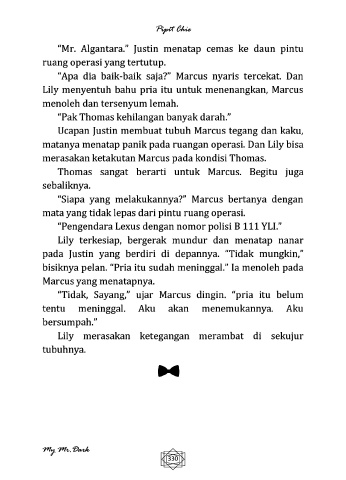 Pipit Chie
“Mr. Algantara.” Justin menatap cemas ke daun pintu
ruang operasi yang tertutup.
“Apa dia baik-baik saja?” Marcus nyaris tercekat. Dan
Lily menyentuh bahu pria itu untuk menenangkan, Marcus
menoleh dan tersenyum lemah.
“Pak Thomas kehilangan banyak darah.”
Ucapan Justin membuat tubuh Marcus tegang dan kaku,
matanya menatap panik pada ruangan operasi. Dan Lily bisa
merasakan ketakutan Marcus pada kondisi Thomas.
Thomas sangat berarti untuk Marcus. Begitu juga
sebaliknya.
“Siapa yang melakukannya?” Marcus bertanya dengan
mata yang tidak lepas dari pintu ruang operasi.
“Pengendara Lexus dengan nomor polisi B 111 YLI.”
Lily terkesiap, bergerak mundur dan menatap nanar
pada Justin yang berdiri di depannya. “Tidak mungkin,”
bisiknya pelan. “Pria itu sudah meninggal.” Ia menoleh pada
Marcus yang menatapnya.
“Tidak, Sayang,” ujar Marcus dingin. “pria itu belum
tentu meninggal. Aku akan menemukannya. Aku
bersumpah.”
Lily merasakan ketegangan merambat di sekujur
tubuhnya.
My Mr.Dark
330